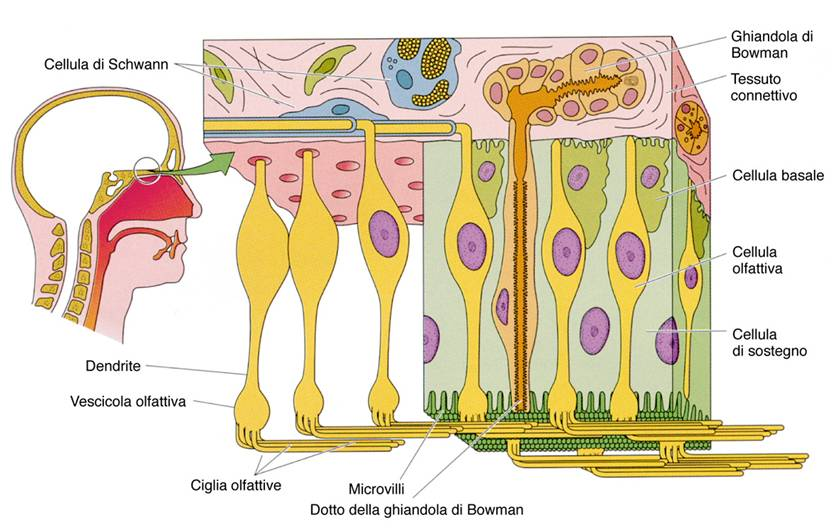 Cellula di Schwann
Ghiandola di
Bowman
Tessuto
connettivo
Cellula basale
Cellula
olfattiva
Cellula
di sostegno
Dendrite
Vescicola olfattiva
Ciglia olfattive
Microvilli
Dotto della ghiandola di Bowman